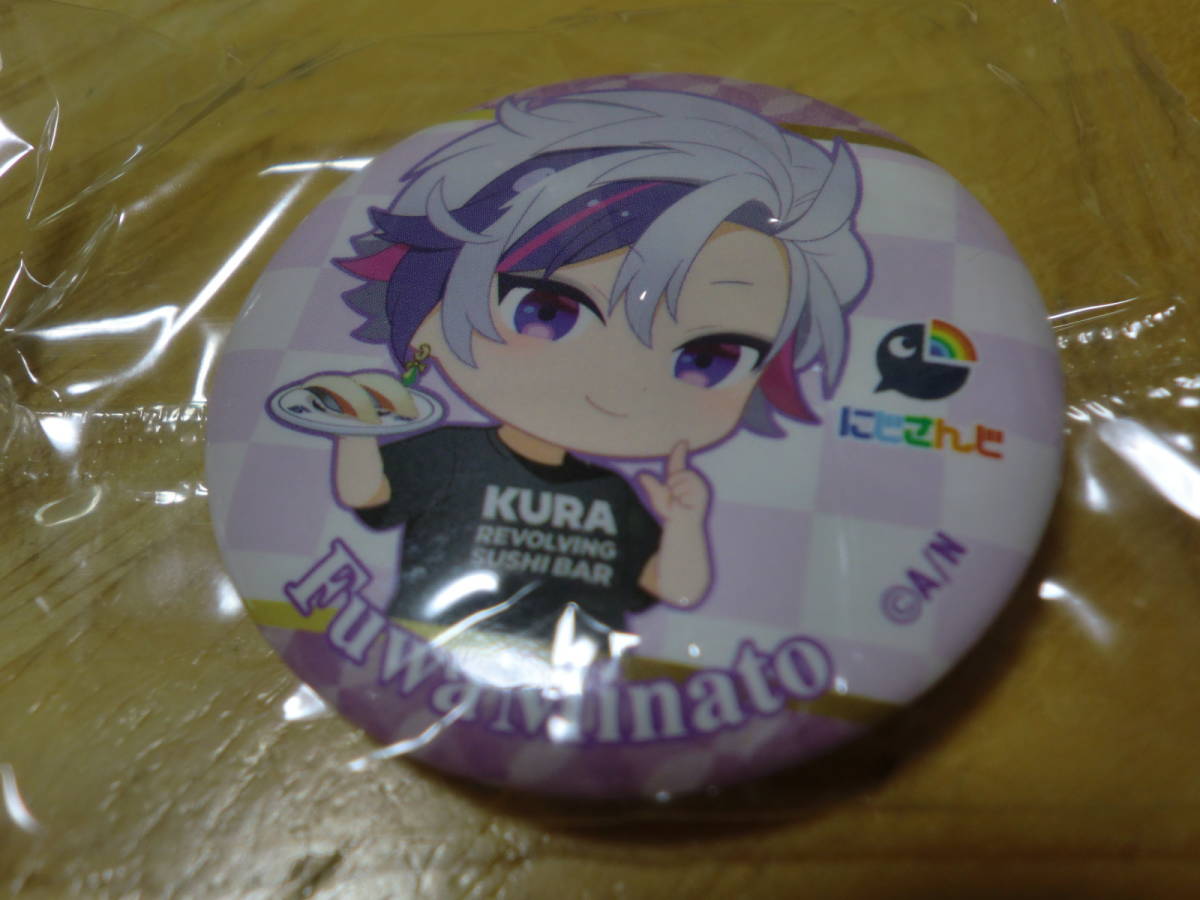 にじさんじ
KURA
REVOLVING
SUSHI BAR
©A/N
Fuwa Minato